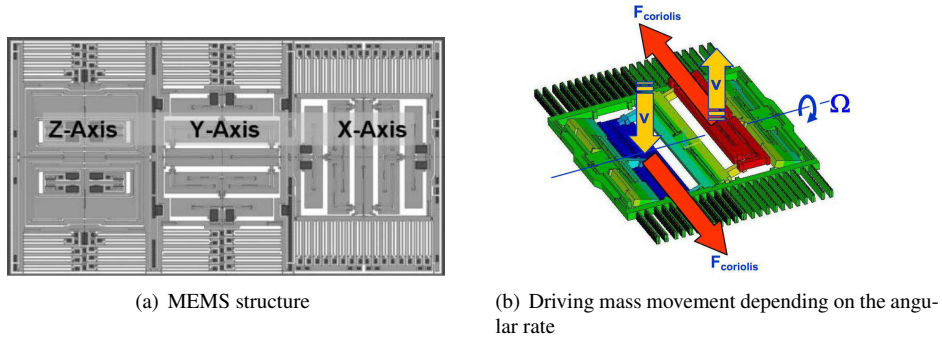 Z-Axis
Y-Axis
X-Axis
(a) MEMS structure
F_coriolis
v
v
Ω
F_coriolis
(b) Driving mass movement depending on the angu-
lar rate